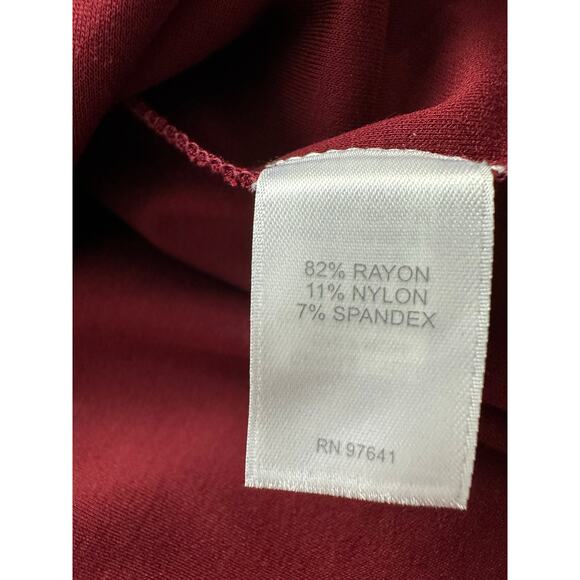 82% RAYON
11% NYLON
7% SPANDEX
RN 97641